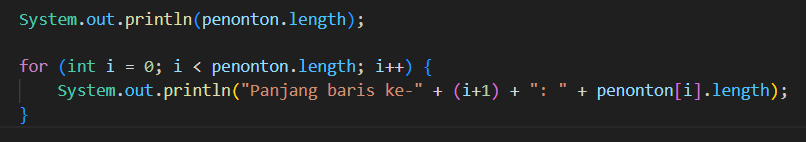 System.out.println(penonton.length);
for (int i = 0; i < penonton.length; i++) {
System.out.println("Panjang baris ke-" + (i+1) + ": " + penonton[i].length);
}